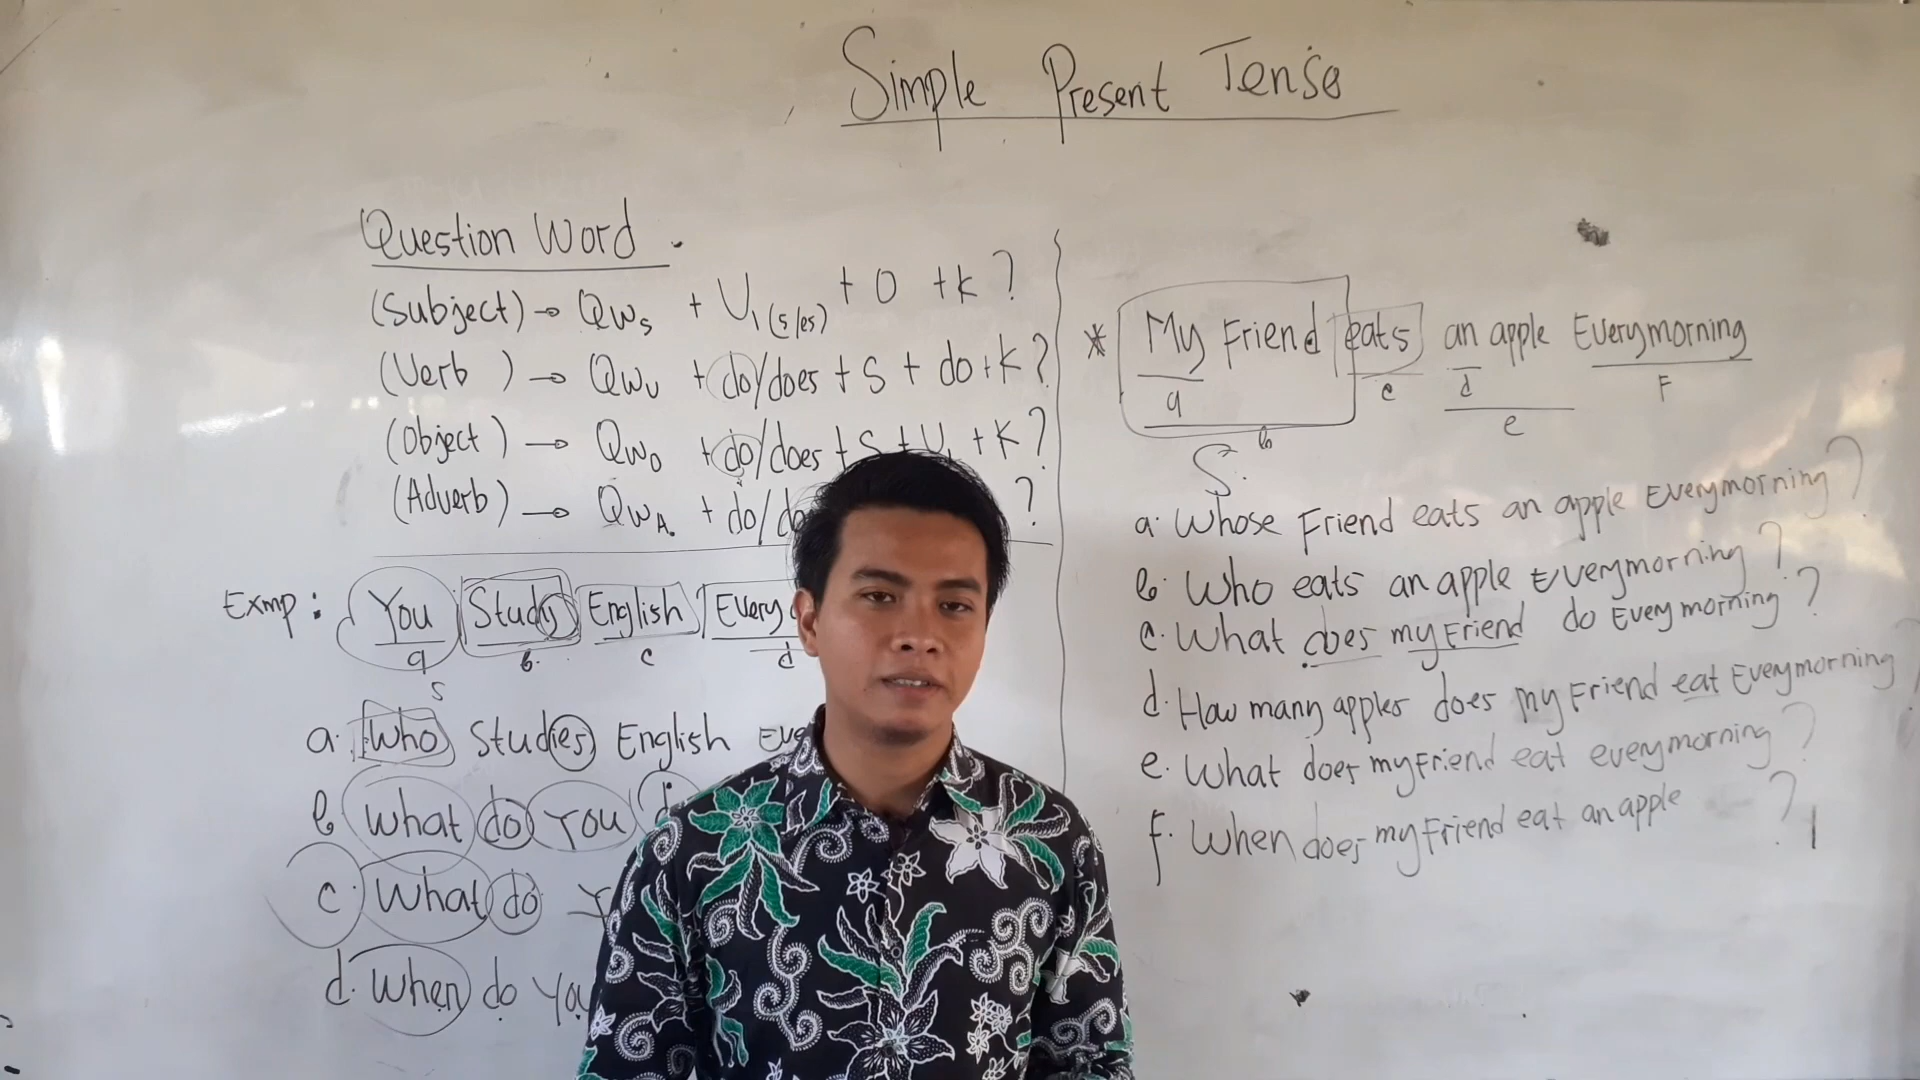 Simple Present Tense
Question Word
(Subject) → QWS + V1 (s/es) + O + K ?
(Verb) → QWV + do/does + S + do + K ?
(Object) → QWO + do/does + S + V1 + K ?
(Adverb) → QWA. + do/ ?
Exmp : You Study English Every
a b. c d
S
a. Who Studies English
b. What do You
c. What do
d. When do You
* My Friend eats an apple Everymorning
a c d F
b e
S.
a. Whose Friend eats an apple Everymorning ?
b. Who eats an apple Everymorning ?
c. What does my Friend do Everymorning ?
d. How many apples does my Friend eat Everymorning ?
e. What does my Friend eat everymorning ?
f. When does my Friend eat an apple ?